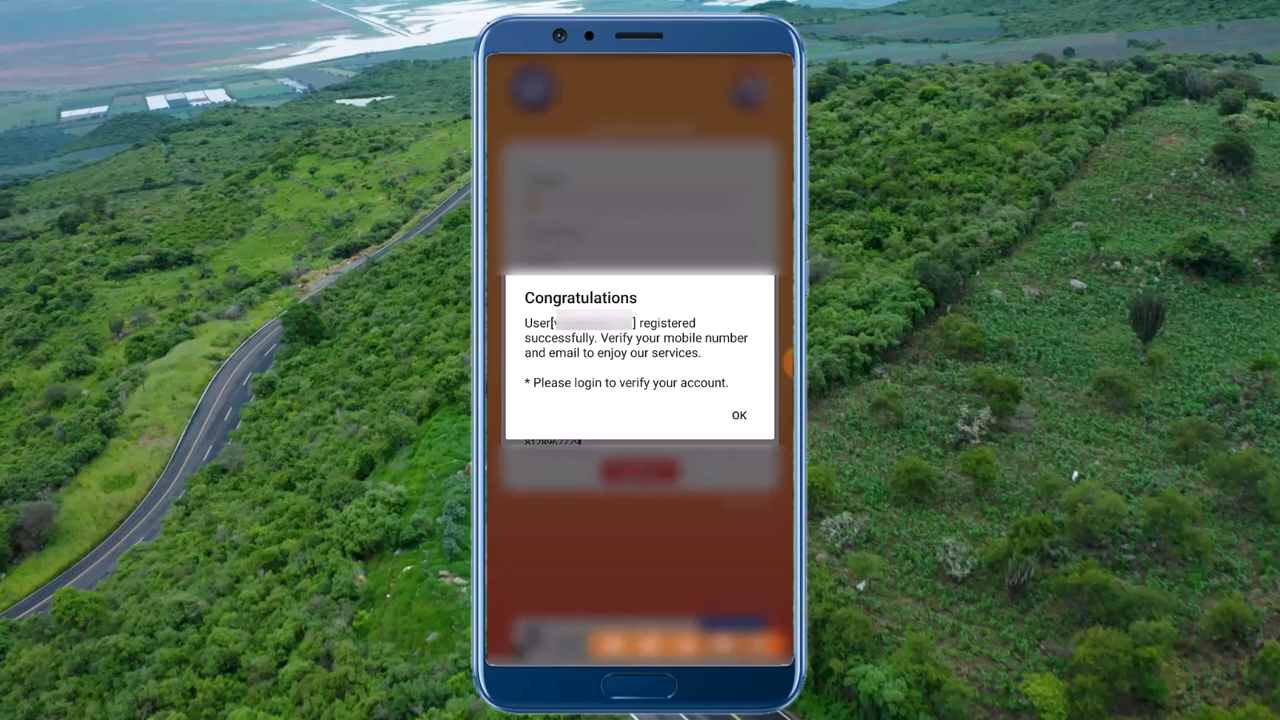 Congratulations
User[ ] registered
successfully. Verify your mobile number
and email to enjoy our services.
* Please login to verify your account.
OK